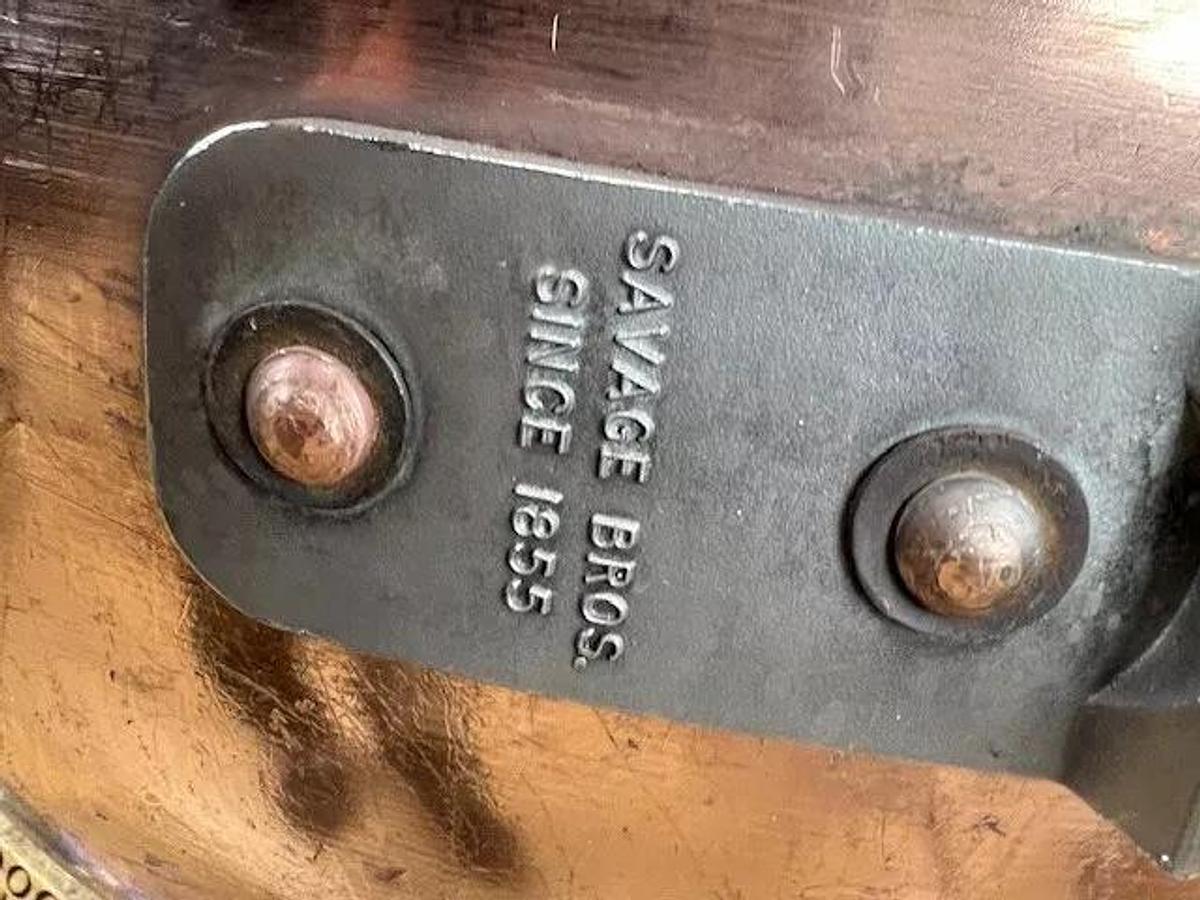 SAVAGE BROS.
SINCE 1855